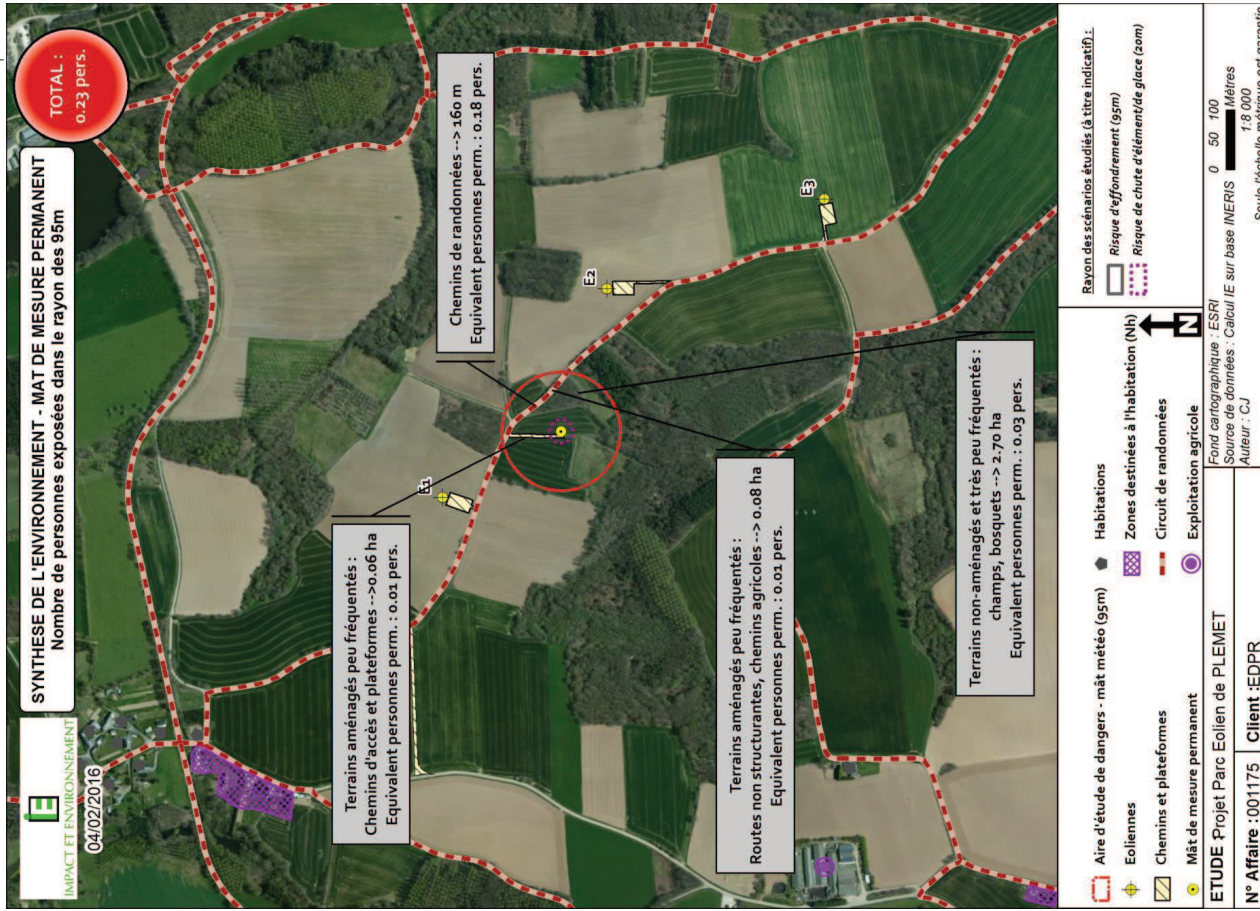 IE
IMPACT ET ENVIRONNEMENT
04/02/2016
SYNTHESE DE L'ENVIRONNEMENT - MAT DE MESURE PERMANENT
Nombre de personnes exposées dans le rayon des 95m
TOTAL :
0.23 pers.
Terrains aménagés peu fréquentés :
Chemins d'accès et plateformes -->0.06 ha
Equivalent personnes perm. : 0.01 pers.
Chemins de randonnées --> 160 m
Equivalent personnes perm. : 0.18 pers.
E1
E2
E3
Terrains aménagés peu fréquentés :
Routes non structurantes, chemins agricoles --> 0.08 ha
Equivalent personnes perm. : 0.01 pers.
Terrains non-aménagés et très peu fréquentés :
champs, bosquets --> 2.70 ha
Equivalent personnes perm. : 0.03 pers.
Aire d'étude de dangers - mât météo (95m)
Eoliennes
Chemins et plateformes
Mât de mesure permanent
Habitations
Zones destinées à l'habitation (Nh)
Circuit de randonnées
Exploitation agricole
N
Rayon des scénarios étudiés (à titre indicatif) :
Risque d'effondrement (95m)
Risque de chute d'élément/de glace (20m)
ETUDE : Projet Parc Eolien de PLEMET
N° Affaire : 001175
Client : EDPR
Fond cartographique : ESRI
Source de données : Calcul IE sur base INERIS
Auteur : CJ
0 50 100
Mètres
1:8 000
Seule l'échelle métrique est garantie